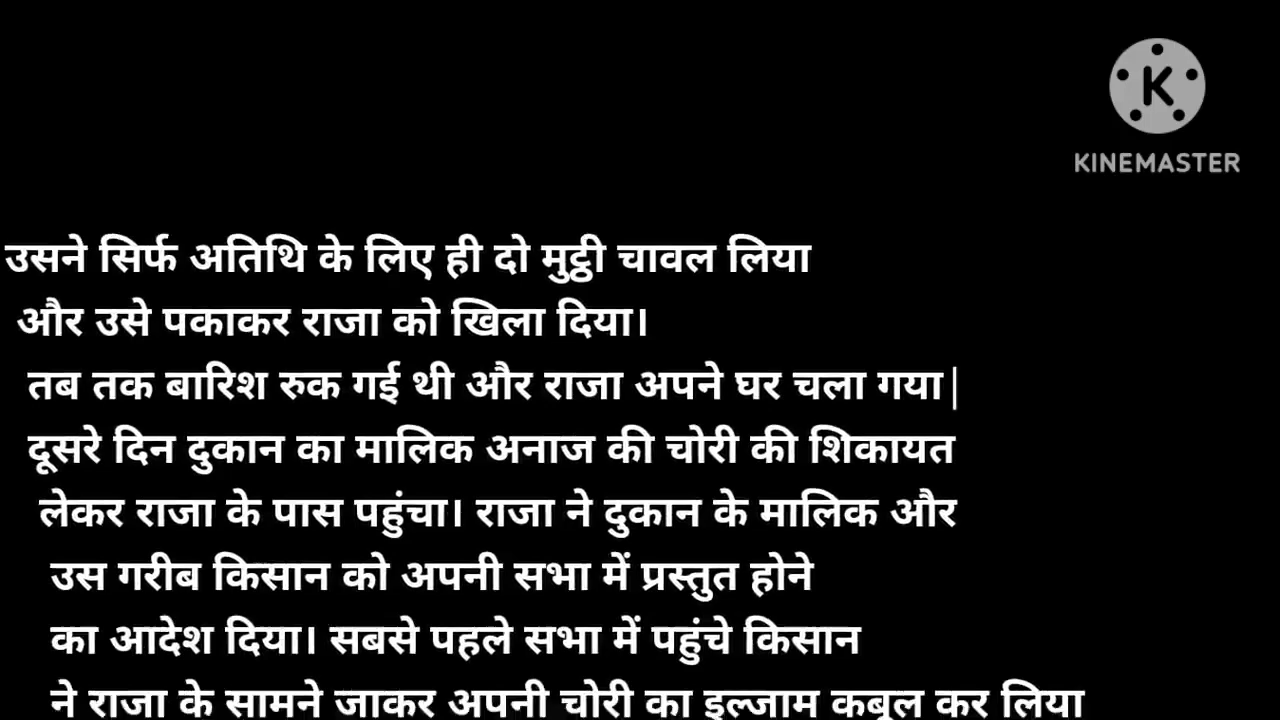 K
KINEMASTER
उसने सिर्फ अतिथि के लिए ही दो मुट्ठी चावल लिया
और उसे पकाकर राजा को खिला दिया।
तब तक बारिश रुक गई थी और राजा अपने घर चला गया|
दूसरे दिन दुकान का मालिक अनाज की चोरी की शिकायत
लेकर राजा के पास पहुंचा। राजा ने दुकान के मालिक और
उस गरीब किसान को अपनी सभा में प्रस्तुत होने
का आदेश दिया। सबसे पहले सभा में पहुंचे किसान
ने राजा के सामने जाकर अपनी चोरी का इल्जाम कबूल कर लिया